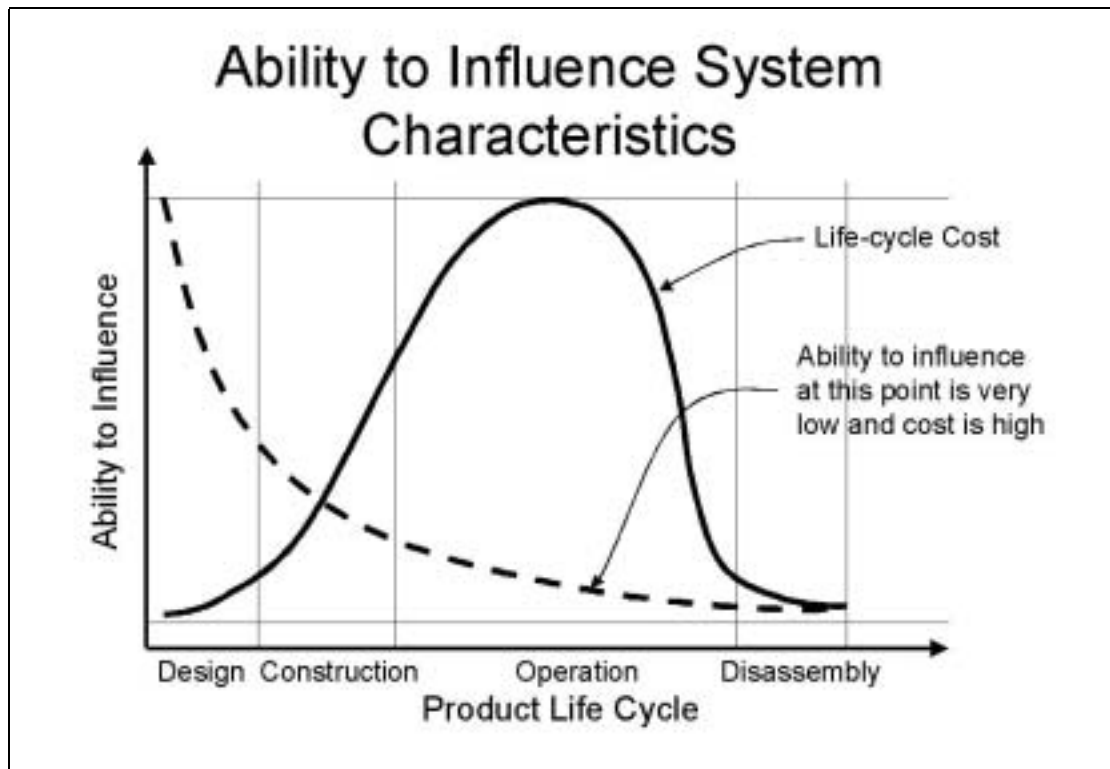 Ability to Influence System
Characteristics
Ability to Influence
Life-cycle Cost
Ability to influence
at this point is very
low and cost is high
Design Construction Operation Disassembly
Product Life Cycle